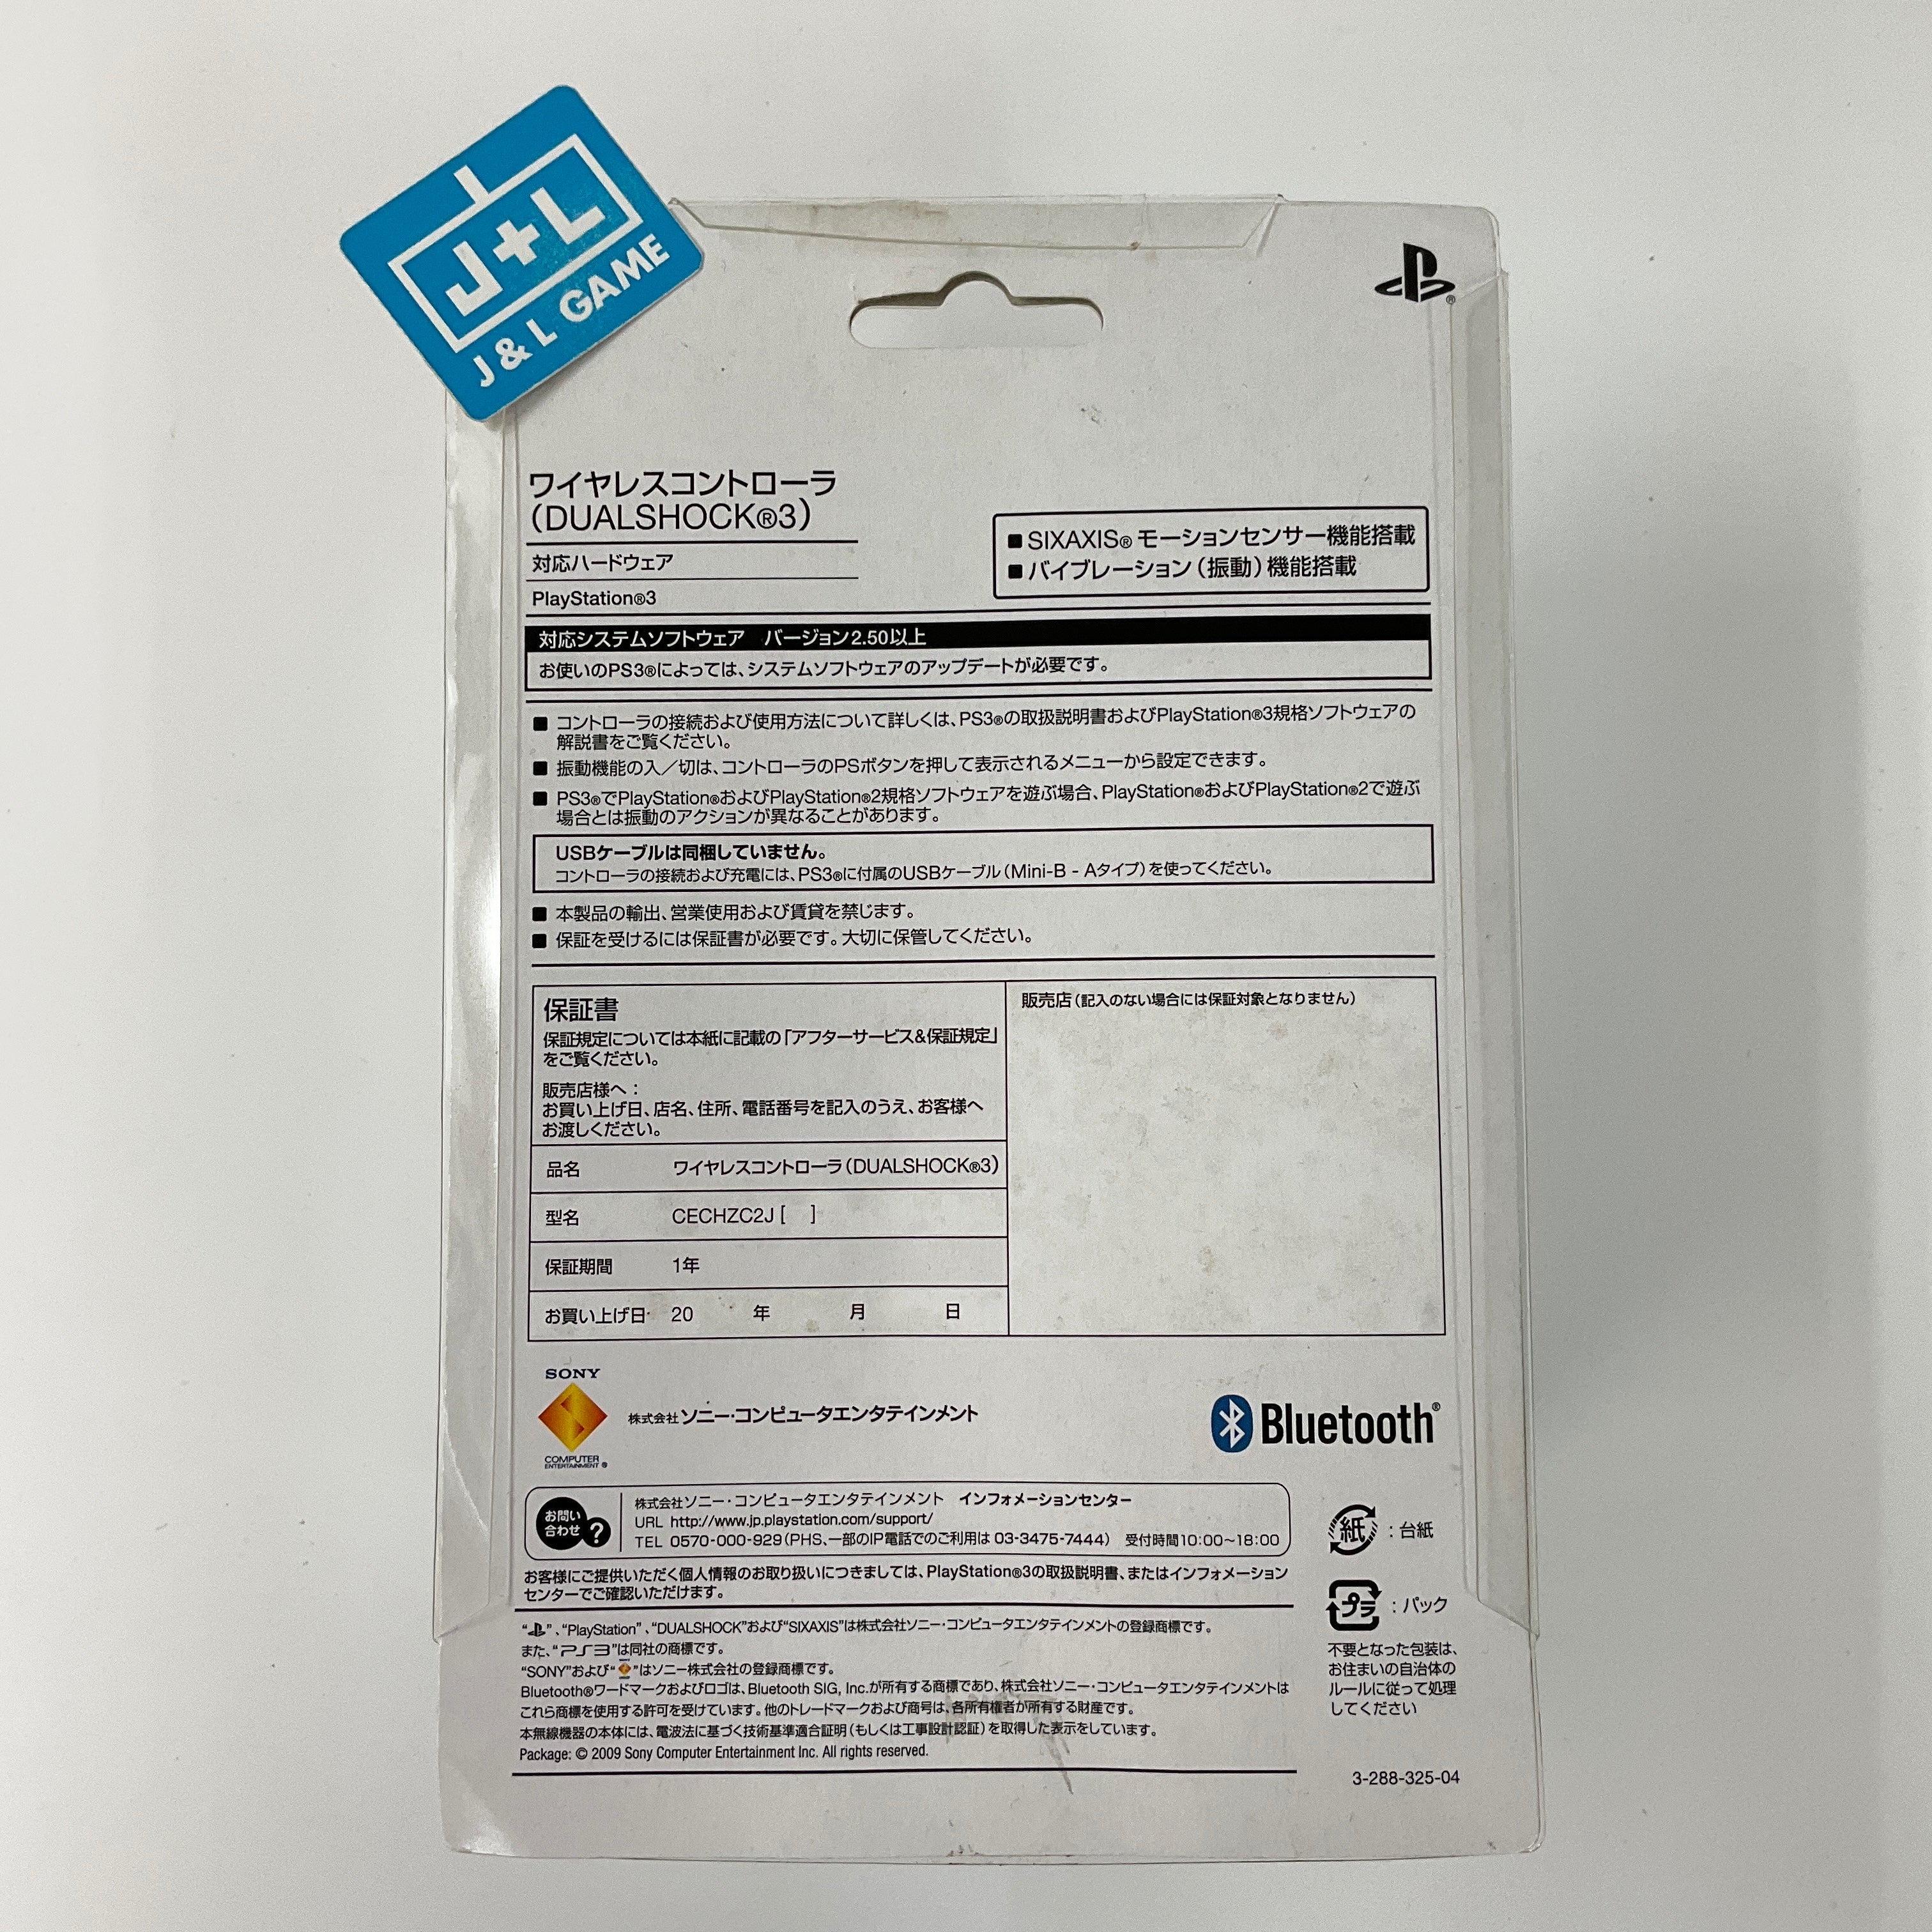 J+L
J & L GAME
ワイヤレスコントローラ
(DUALSHOCK®3)
対応ハードウェア
PlayStation®3
■ SIXAXIS® モーションセンサー機能搭載
■ バイブレーション(振動)機能搭載
対応システムソフトウェア バージョン2.50以上
お使いのPS3®によっては、システムソフトウェアのアップデートが必要です。
■ コントローラの接続および使用方法について詳しくは、PS3®の取扱説明書およびPlayStation®3規格ソフトウェアの
解説書をご覧ください。
■ 振動機能の入／切は、コントローラのPSボタンを押して表示されるメニューから設定できます。
■ PS3®でPlayStation®およびPlayStation®2規格ソフトウェアを遊ぶ場合、PlayStation®およびPlayStation®2で遊ぶ
場合とは振動のアクションが異なることがあります。
USBケーブルは同梱していません。
コントローラの接続および充電には、PS3®に付属のUSBケーブル(Mini-B - Aタイプ)を使ってください。
■ 本製品の輸出、営業使用および賃貸を禁じます。
■ 保証を受けるには保証書が必要です。大切に保管してください。
保証書
保証規定については本紙に記載の「アフターサービス&保証規定」
をご覧ください。
販売店様へ：
お買い上げ日、店名、住所、電話番号を記入のうえ、お客様へ
お渡しください。
品名 ワイヤレスコントローラ(DUALSHOCK®3)
型名 CECHZC2J [ ]
保証期間 1年
お買い上げ日 20 年 月 日
販売店(記入のない場合には保証対象となりません)
SONY
COMPUTER
ENTERTAINMENT ®
株式会社 ソニー・コンピュータエンタテインメント
Bluetooth®
お問い
合わせ ?
株式会社ソニー・コンピュータエンタテインメント インフォメーションセンター
URL http://www.jp.playstation.com/support/
TEL 0570-000-929(PHS、一部のIP電話でのご利用は 03-3475-7444) 受付時間10:00～18:00
お客様にご提供いただく個人情報のお取り扱いにつきましては、PlayStation®3の取扱説明書、またはインフォメーション
センターでご確認いただけます。
“ ”、“PlayStation”、“DUALSHOCK”および“SIXAXIS”は株式会社ソニー・コンピュータエンタテインメントの登録商標です。
また、“PS3”は同社の商標です。
“SONY”および“ ”はソニー株式会社の登録商標です。
Bluetooth®ワードマークおよびロゴは、Bluetooth SIG, Inc.が所有する商標であり、株式会社ソニー・コンピュータエンタテインメントは
これら商標を使用する許可を受けています。他のトレードマークおよび商号は、各所有権者が所有する財産です。
本無線機器の本体には、電波法に基づく技術基準適合証明(もしくは工事設計認証)を取得した表示をしています。
Package: © 2009 Sony Computer Entertainment Inc. All rights reserved.
紙 : 台紙
プラ : パック
不要となった包装は、
お住まいの自治体の
ルールに従って処理
してください
3-288-325-04